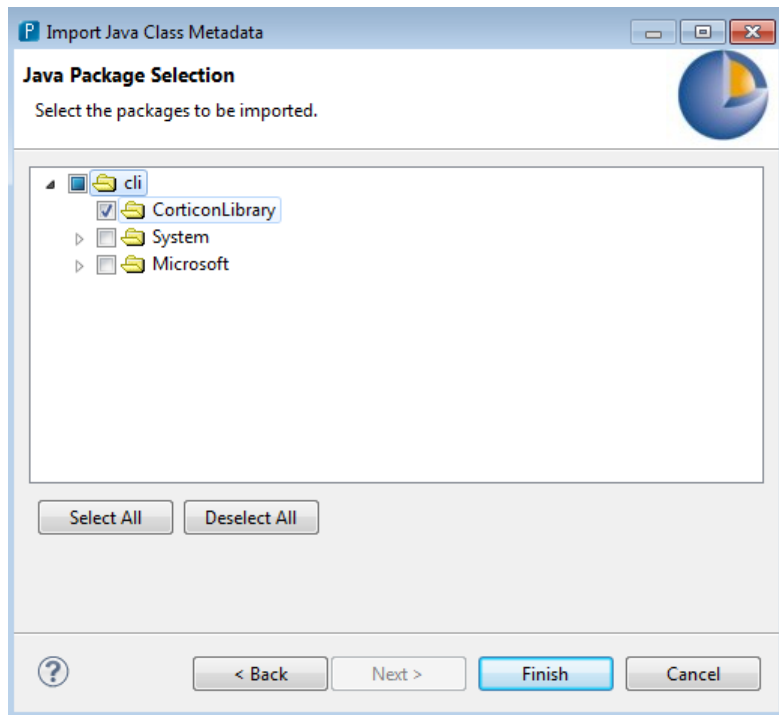 P Import Java Class Metadata
Java Package Selection
Select the packages to be imported.
cli
CorticonLibrary
System
Microsoft
Select All Deselect All
? < Back Next > Finish Cancel